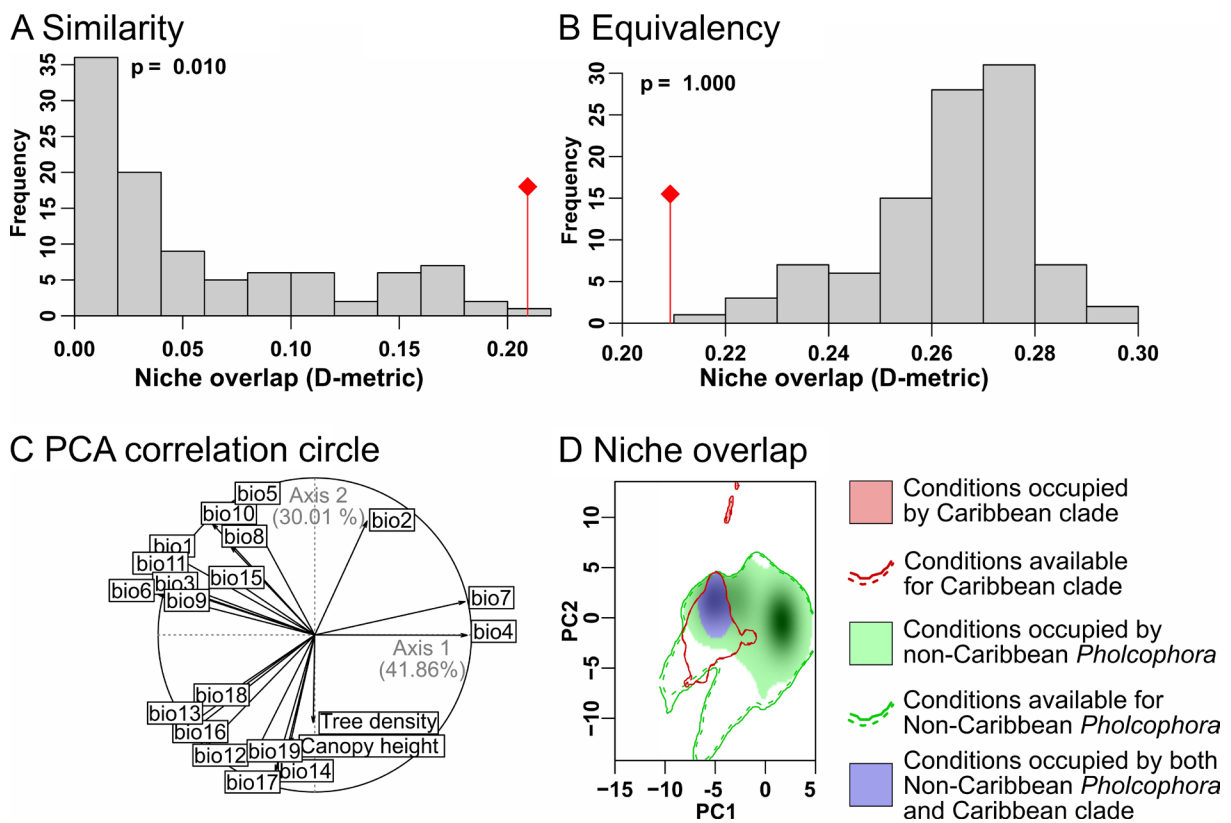 A Similarity
p = 0.010
Frequency
35
30
25
20
15
10
5
0
0.00 0.05 0.10 0.15 0.20
Niche overlap (D-metric)
B Equivalency
p = 1.000
Frequency
30
25
20
15
10
5
0
0.20 0.22 0.24 0.26 0.28 0.30
Niche overlap (D-metric)
C PCA correlation circle
bio5
Axis 2
(30.01 %)
bio10
bio2
bio8
bio1
bio11
bio15
bio3
bio6
bio9
bio7
bio4
Axis 1
(41.86%)
bio18
bio13
bio16
Tree density
bio12
bio19
Canopy height
bio14
bio17
D Niche overlap
PC2
10
5
0
−5
−10
−15 −10 -5 0 5
PC1
Conditions occupied
by Caribbean clade
Conditions available
for Caribbean clade
Conditions occupied by
non-Caribbean Pholcophora
Conditions available for
Non-Caribbean Pholcophora
Conditions occupied by both
Non-Caribbean Pholcophora
and Caribbean clade